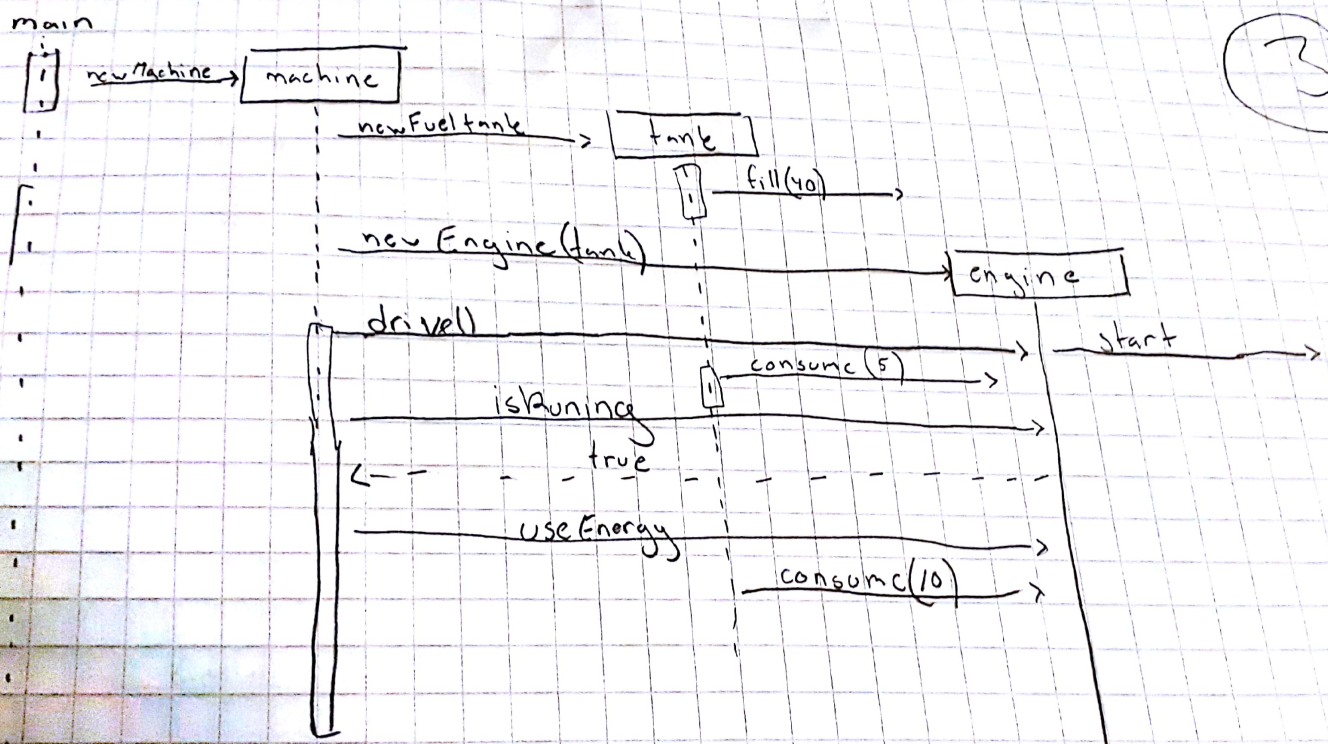 main
3
newMachine
machine
newFueltank
tank
fill(40)
new Engine(tank)
engine
drive()
start
consume(5)
isRuning
true
useEnergy
consume(10)